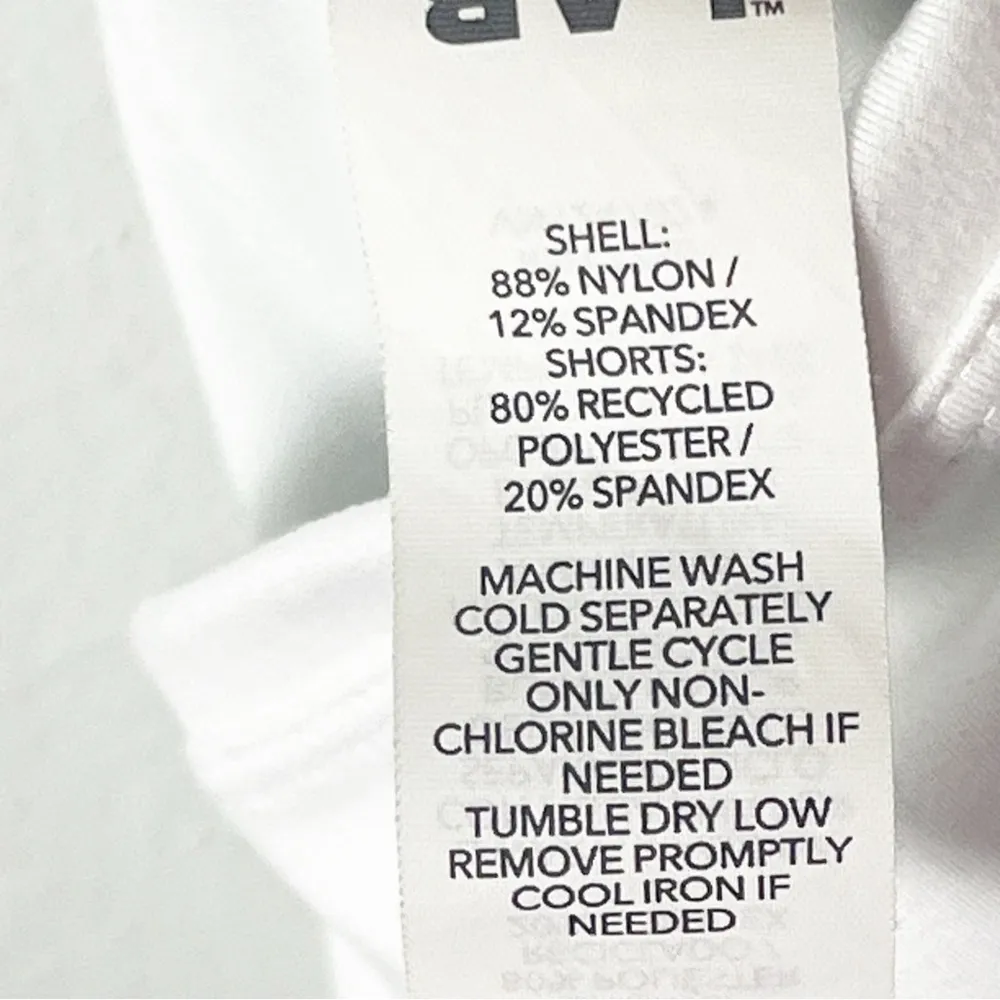 TM
SHELL:
88% NYLON /
12% SPANDEX
SHORTS:
80% RECYCLED
POLYESTER /
20% SPANDEX
MACHINE WASH
COLD SEPARATELY
GENTLE CYCLE
ONLY NON-
CHLORINE BLEACH IF
NEEDED
TUMBLE DRY LOW
REMOVE PROMPTLY
COOL IRON IF
NEEDED